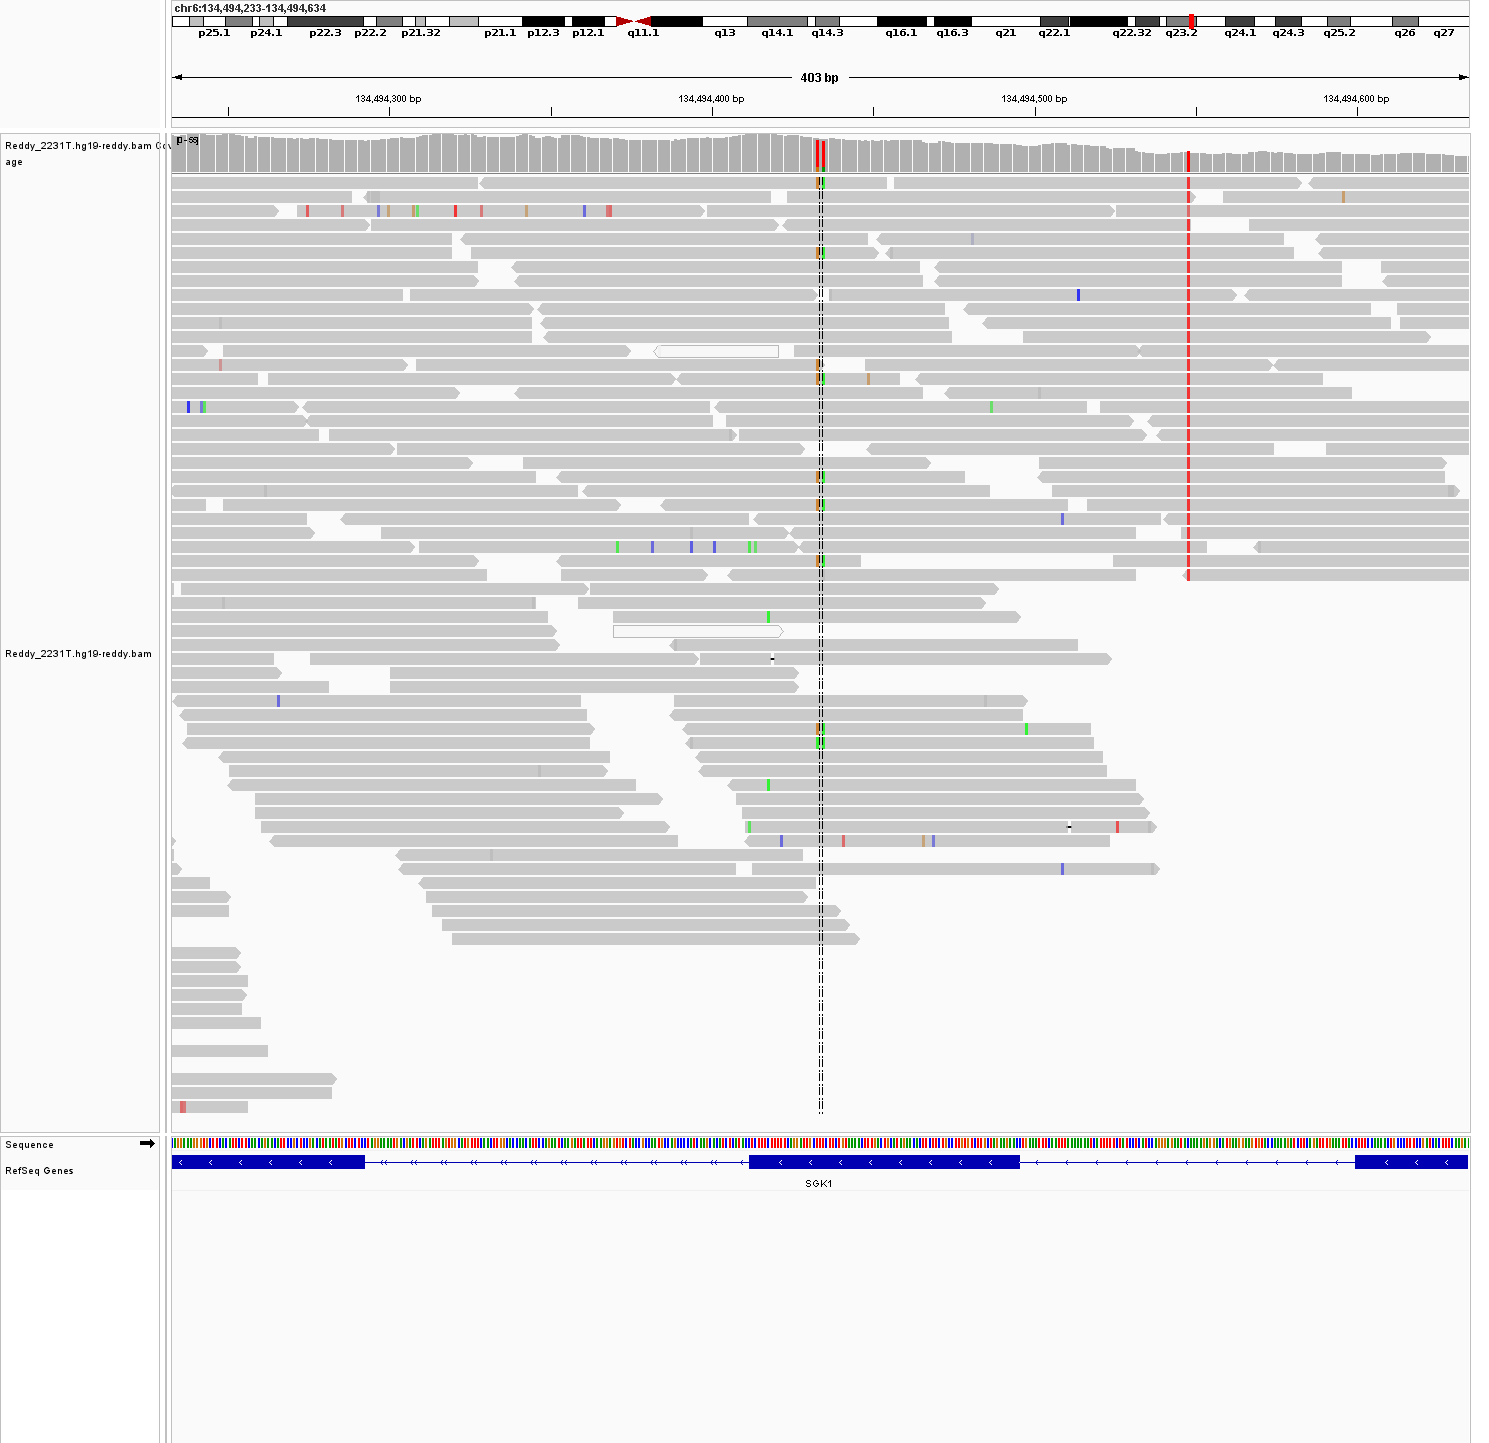 chr6:134,494,233-134,494,634
p25.1 p24.1 p22.3 p22.2 p21.32 p21.1 p12.3 p12.1 q11.1 q13 q14.1 q14.3 q16.1 q16.3 q21 q22.1 q22.32 q23.2 q24.1 q24.3 q25.2 q26 q27
403 bp
134,494,300 bp 134,494,400 bp 134,494,500 bp 134,494,600 bp
Reddy_2231T.hg19-reddy.bam Cov
age
Reddy_2231T.hg19-reddy.bam
Sequence
RefSeq Genes
SGK1